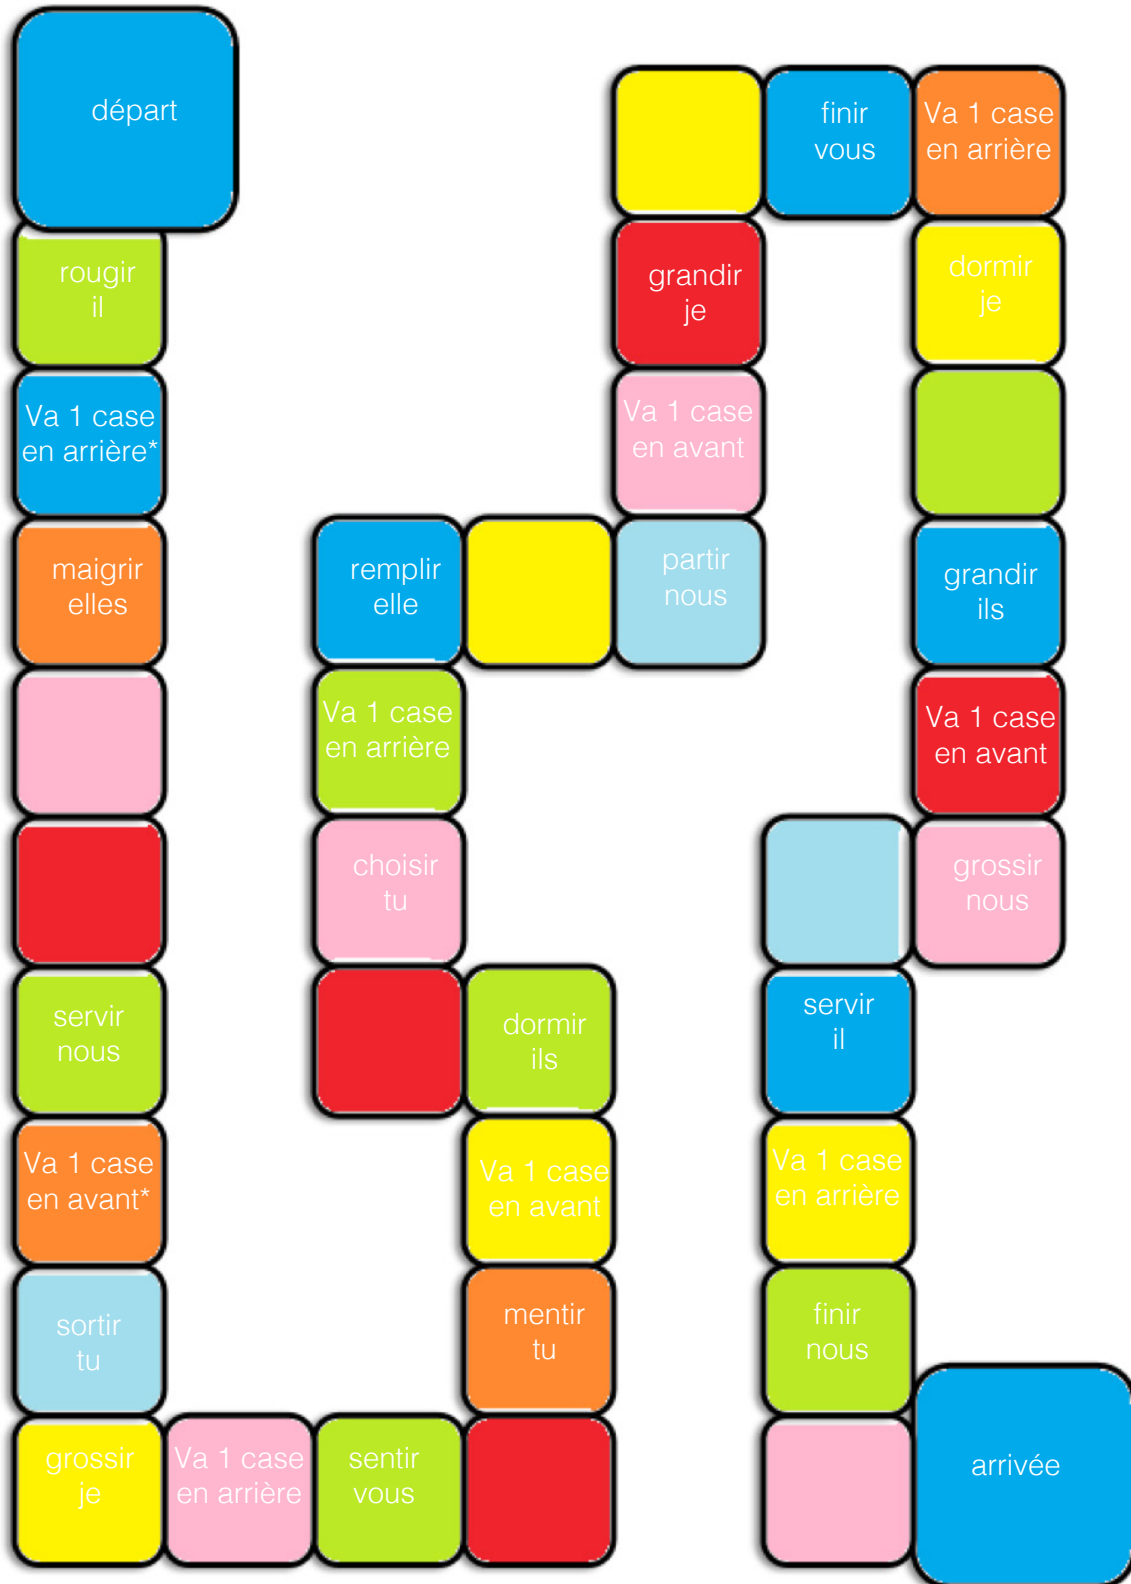 départ
rougir
il
Va 1 case
en arrière*
maigrir
elles
servir
nous
Va 1 case
en avant*
sortir
tu
grossir
je
Va 1 case
en arrière
sentir
vous
mentir
tu
Va 1 case
en avant
dormir
ils
choisir
tu
Va 1 case
en arrière
remplir
elle
partir
nous
Va 1 case
en avant
grandir
je
finir
vous
Va 1 case
en arrière
dormir
je
grandir
ils
Va 1 case
en avant
grossir
nous
servir
il
Va 1 case
en arrière
finir
nous
arrivée